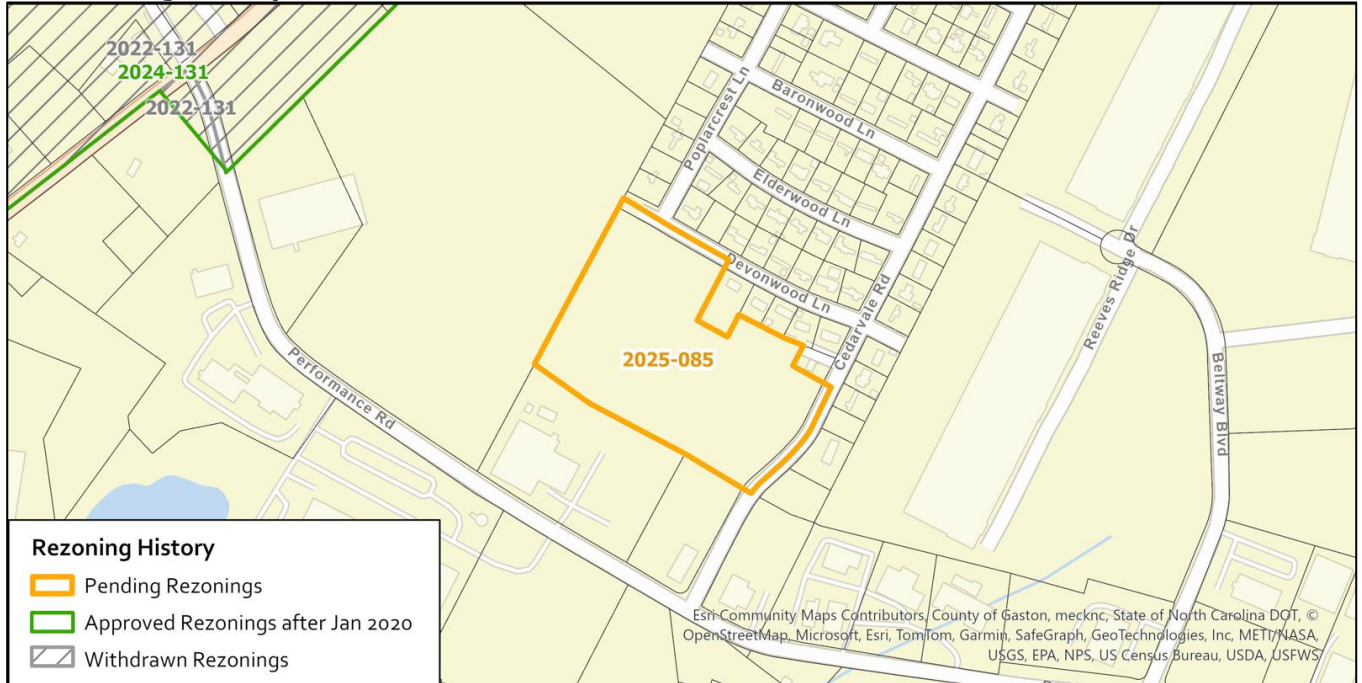 2022-131
2024-131
2022-131
Poplarcrest Ln
Baronwood Ln
Elderwood Ln
Devonwood Ln
Cedarvale Rd
Reeves Ridge Dr
Beltway Blvd
Performance Rd
2025-085
Rezoning History
Pending Rezonings
Approved Rezonings after Jan 2020
Withdrawn Rezonings
Esri Community Maps Contributors, County of Gaston, mecknc, State of North Carolina DOT, ©
OpenStreetMap, Microsoft, Esri, TomTom, Garmin, SafeGraph, GeoTechnologies, Inc, METI/NASA,
USGS, EPA, NPS, US Census Bureau, USDA, USFWS